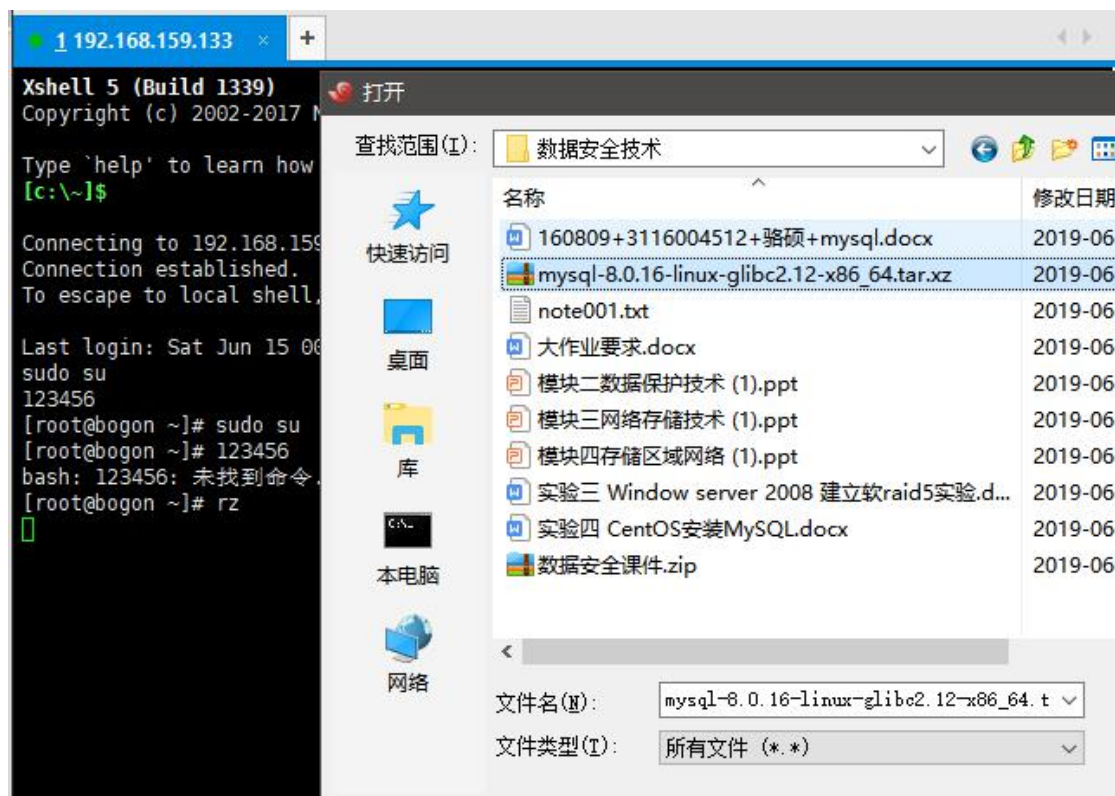 1 192.168.159.133 × +
Xshell 5 (Build 1339)
Copyright (c) 2002-2017
Type `help' to learn how
[c:\~]$
Connecting to 192.168.159
Connection established.
To escape to local shell,
Last login: Sat Jun 15 00
sudo su
123456
[root@bogon ~]# sudo su
[root@bogon ~]# 123456
bash: 123456: 未找到命令.
[root@bogon ~]# rz
打开
查找范围(I):
数据安全技术
快速访问
桌面
库
本电脑
网络
名称 修改日期
160809+3116004512+骆硕+mysql.docx 2019-06
mysql-8.0.16-linux-glibc2.12-x86_64.tar.xz 2019-06
note001.txt 2019-06
大作业要求.docx 2019-06
模块二数据保护技术 (1).ppt 2019-06
模块三网络存储技术 (1).ppt 2019-06
模块四存储区域网络 (1).ppt 2019-06
实验三 Window server 2008 建立软raid5实验.d... 2019-06
实验四 CentOS安装MySQL.docx 2019-06
数据安全课件.zip 2019-06
文件名(N): mysql-8.0.16-linux-glibc2.12-x86_64.t
文件类型(T): 所有文件 (*.*)